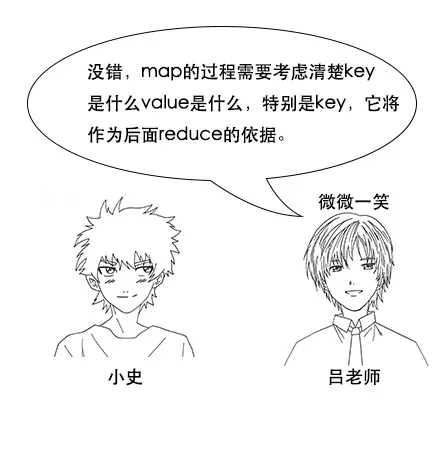 没错，map的过程需要考虑清楚key
是什么value是什么，特别是key，它将
作为后面reduce的依据。
微微一笑
小史
吕老师